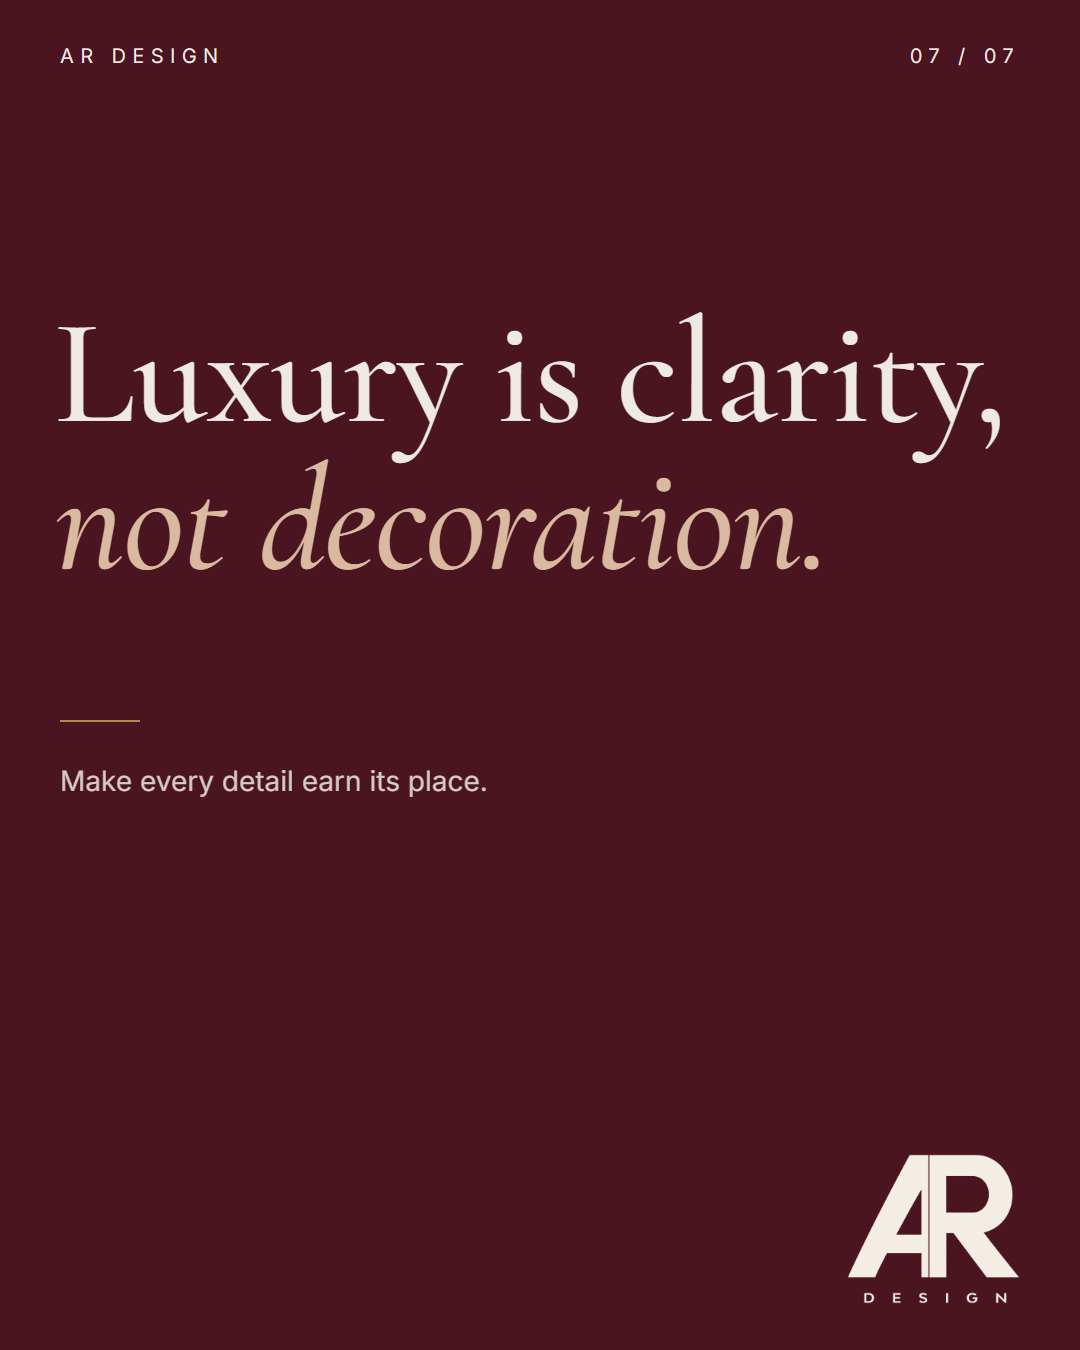 AR DESIGN
07 / 07
Luxury is clarity,
not decoration.
Make every detail earn its place.
AR
DESIGN